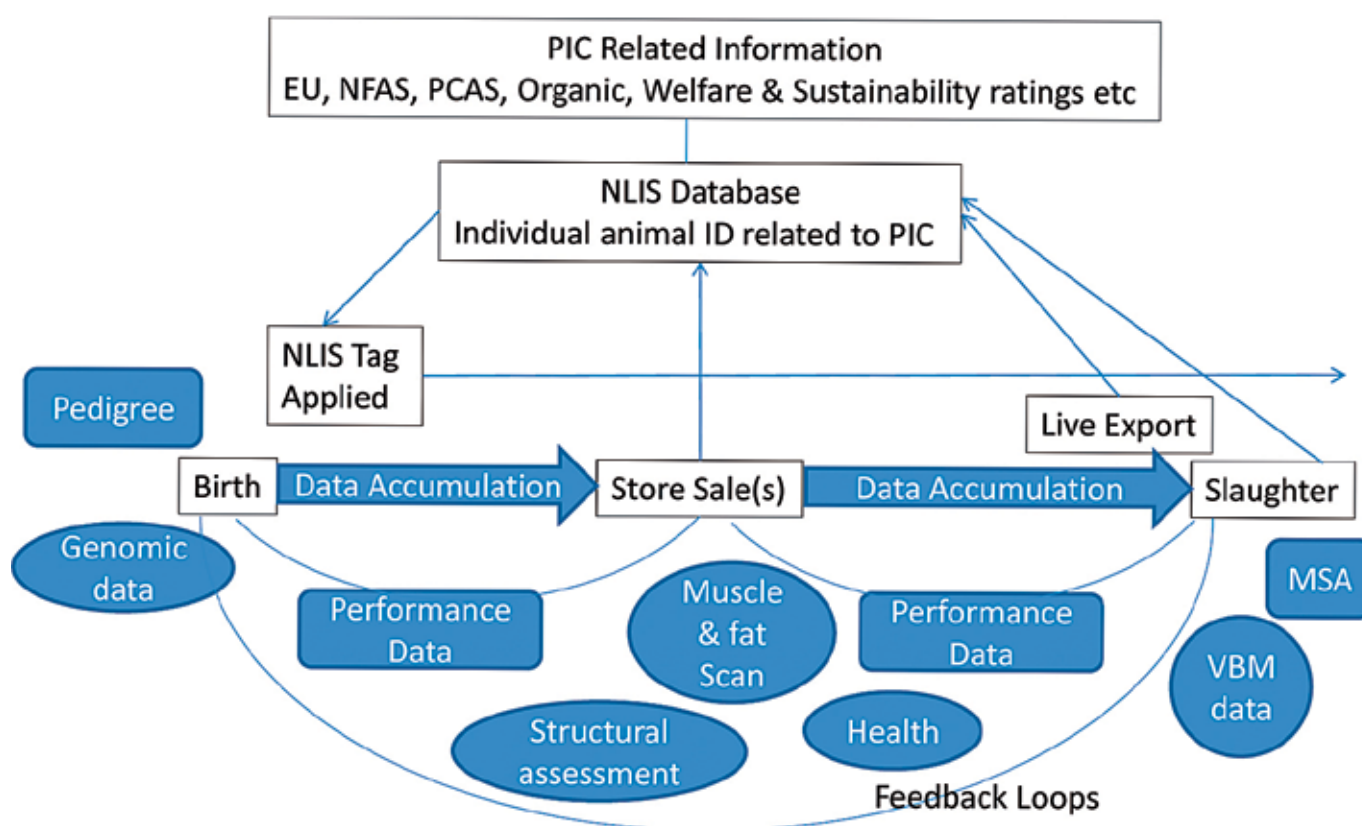 PIC Related Information
EU, NFAS, PCAS, Organic, Welfare & Sustainability ratings etc
NLIS Database
Individual animal ID related to PIC
NLIS Tag
Applied
Pedigree
Live Export
Birth
Data Accumulation
Store Sale(s)
Data Accumulation
Slaughter
Genomic
data
Performance
Data
Muscle
& fat
Scan
Performance
Data
MSA
VBM
data
Structural
assessment
Health
Feedback Loops